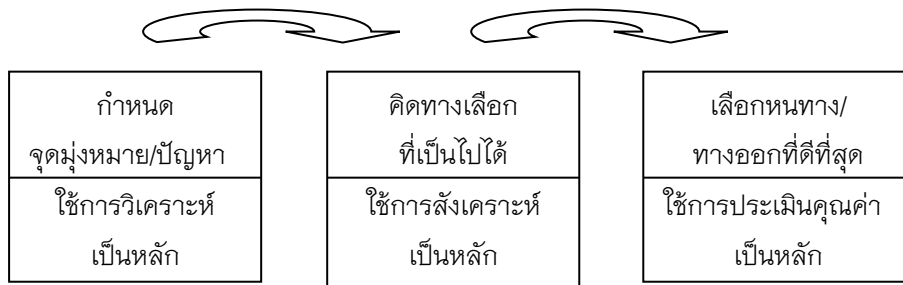 กำหนด
จุดมุ่งหมาย/ปัญหา
ใช้การวิเคราะห์
เป็นหลัก
คิดทางเลือก
ที่เป็นไปได้
ใช้การสังเคราะห์
เป็นหลัก
เลือกหนทาง/
ทางออกที่ดีที่สุด
ใช้การประเมินคุณค่า
เป็นหลัก